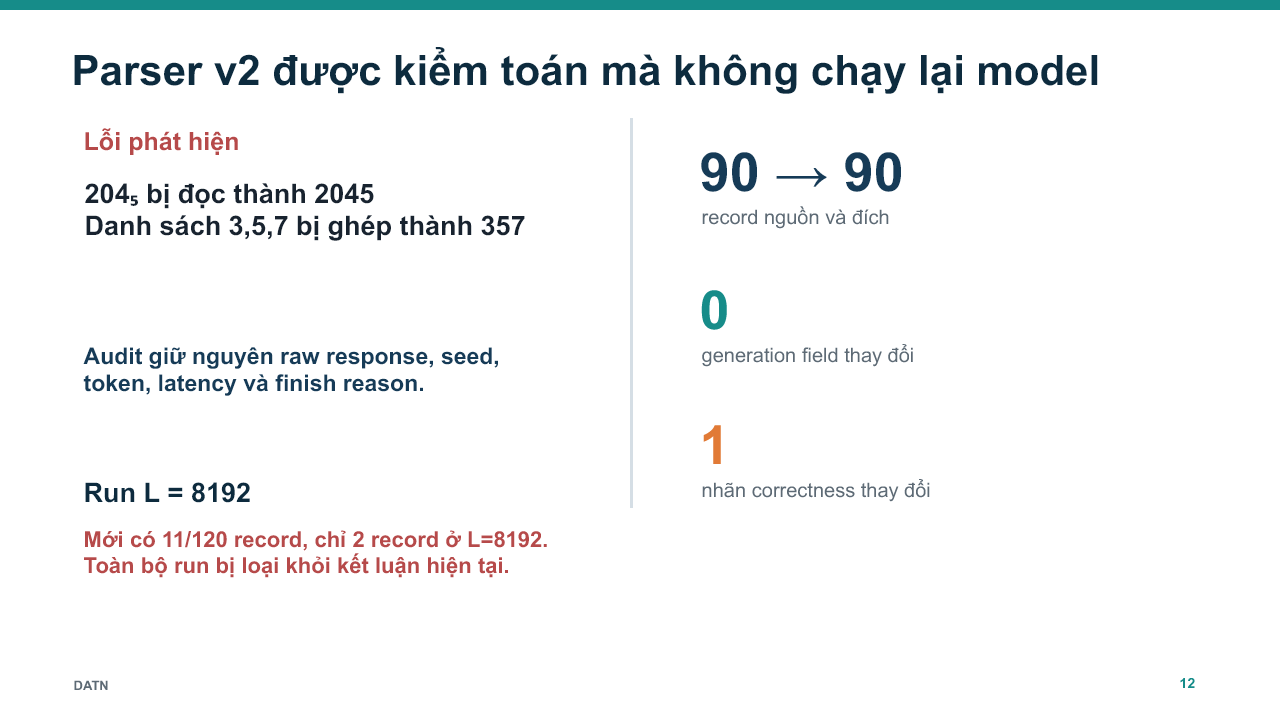 Parser v2 được kiểm toán mà không chạy lại model
Lỗi phát hiện
204₅ bị đọc thành 2045
Danh sách 3,5,7 bị ghép thành 357
Audit giữ nguyên raw response, seed,
token, latency và finish reason.
Run L = 8192
Mới có 11/120 record, chỉ 2 record ở L=8192.
Toàn bộ run bị loại khỏi kết luận hiện tại.
90 → 90
record nguồn và đích
0
generation field thay đổi
1
nhãn correctness thay đổi
DATN
12